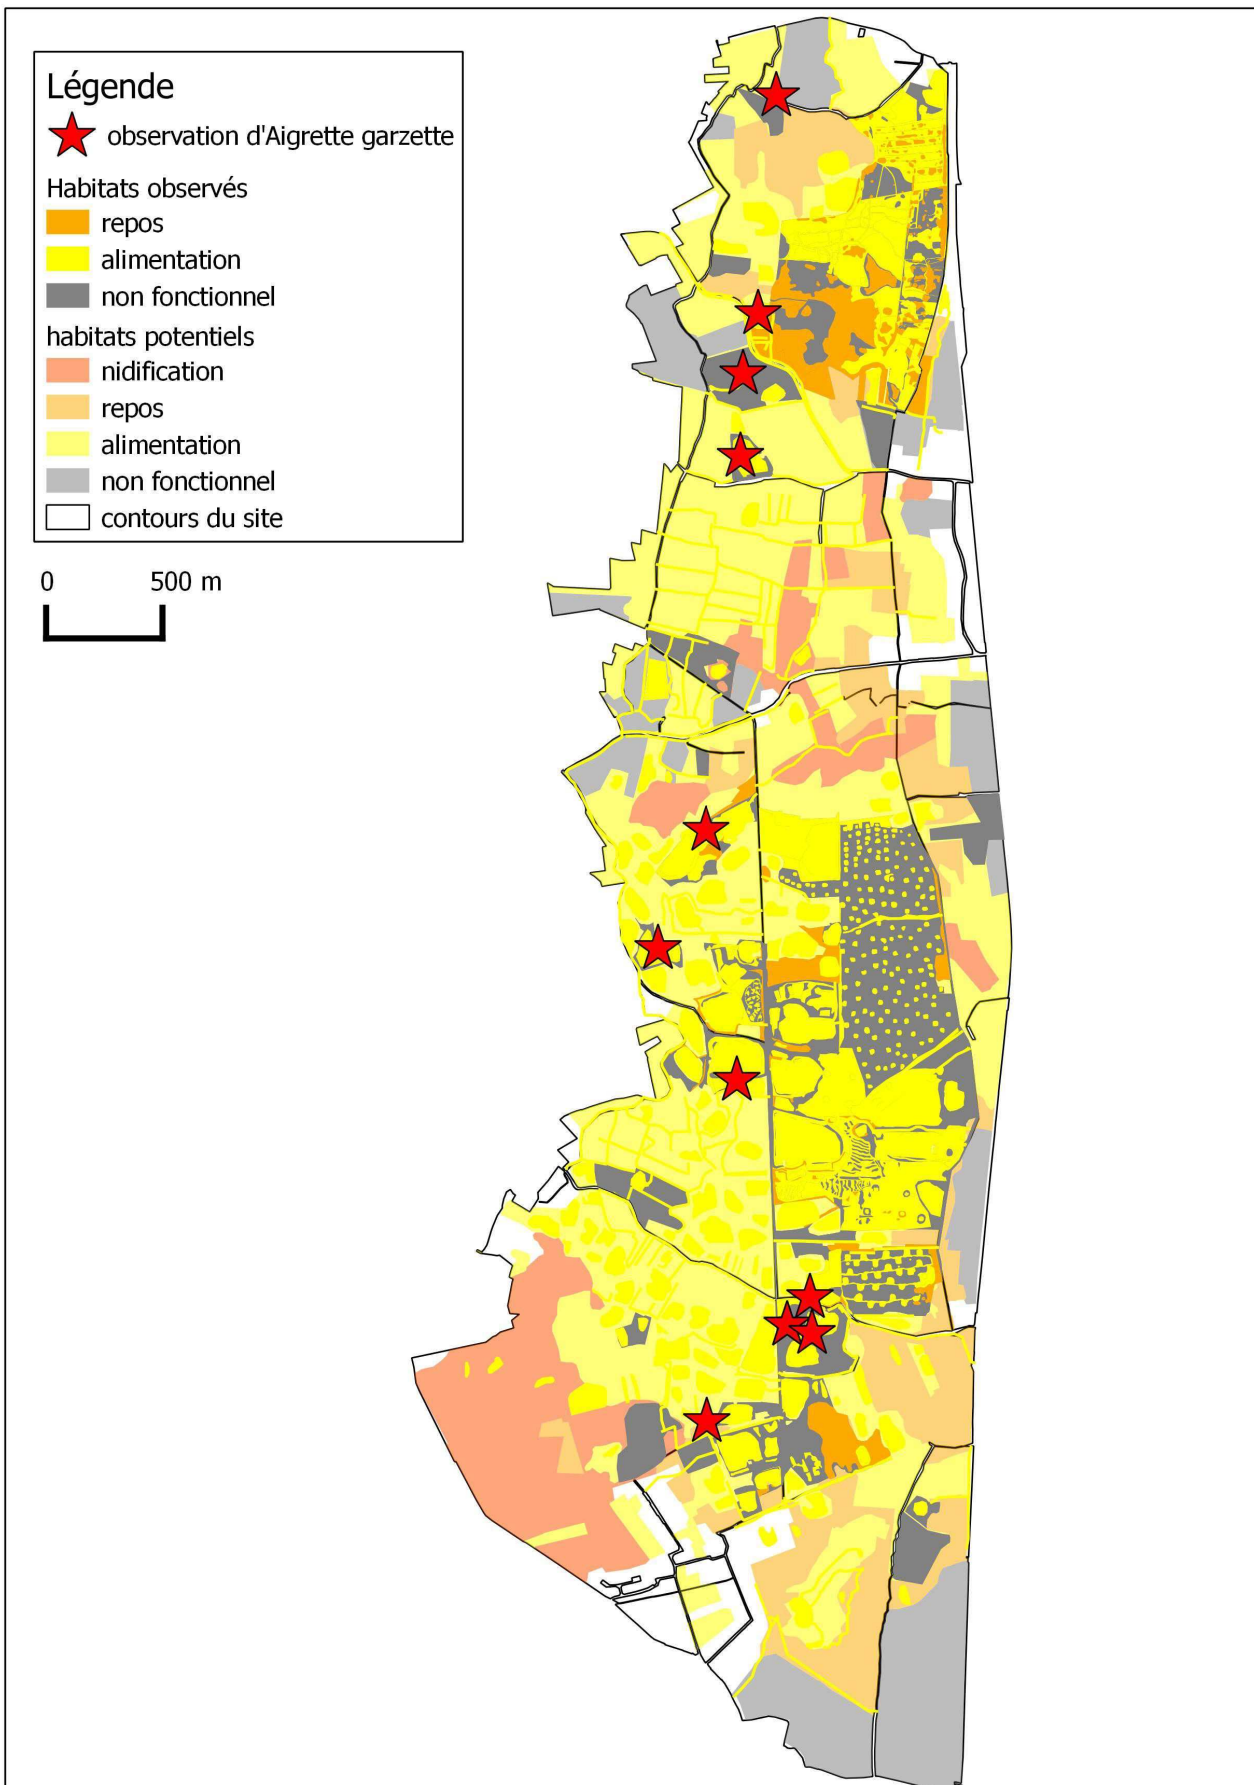 Légende
observation d'Aigrette garzette
Habitats observés
repos
alimentation
non fonctionnel
habitats potentiels
nidification
repos
alimentation
non fonctionnel
contours du site
0 500 m